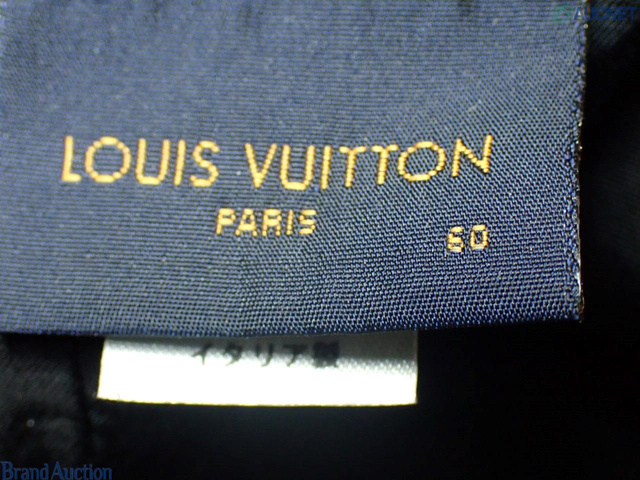 LOUIS VUITTON
PARIS
60
イタリア製
Brand Auction